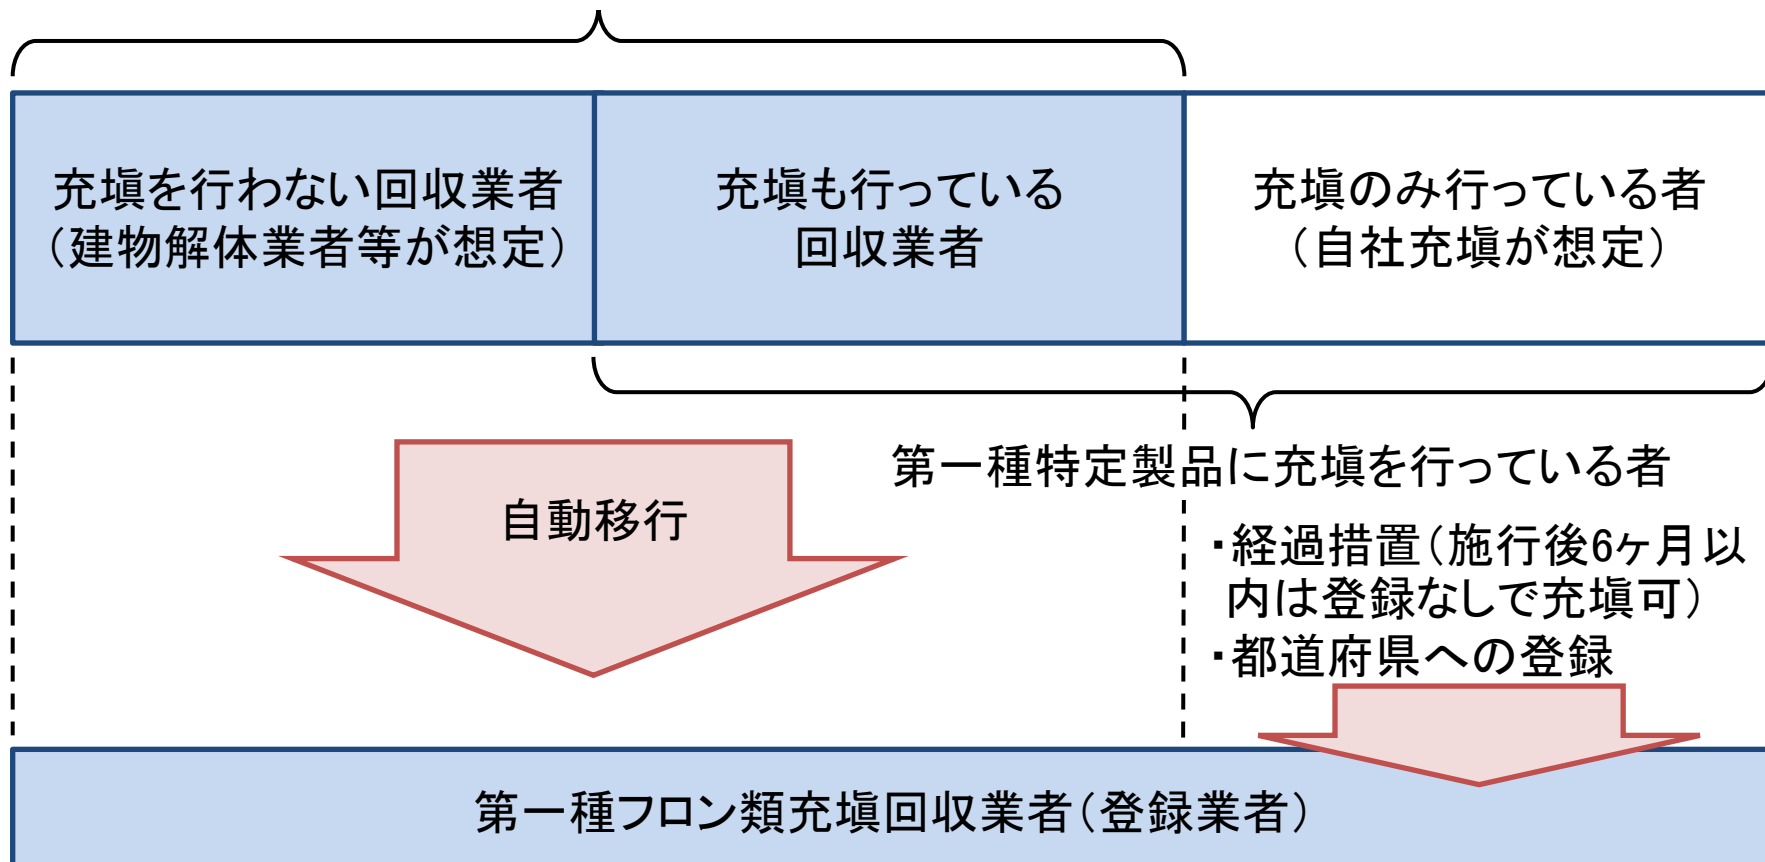 充塡を行わない回収業者
（建物解体業者等が想定）
充塡も行っている
回収業者
充塡のみ行っている者
（自社充塡が想定）
第一種特定製品に充塡を行っている者
自動移行
・経過措置（施行後6ヶ月以
内は登録なしで充塡可）
・都道府県への登録
第一種フロン類充塡回収業者（登録業者）